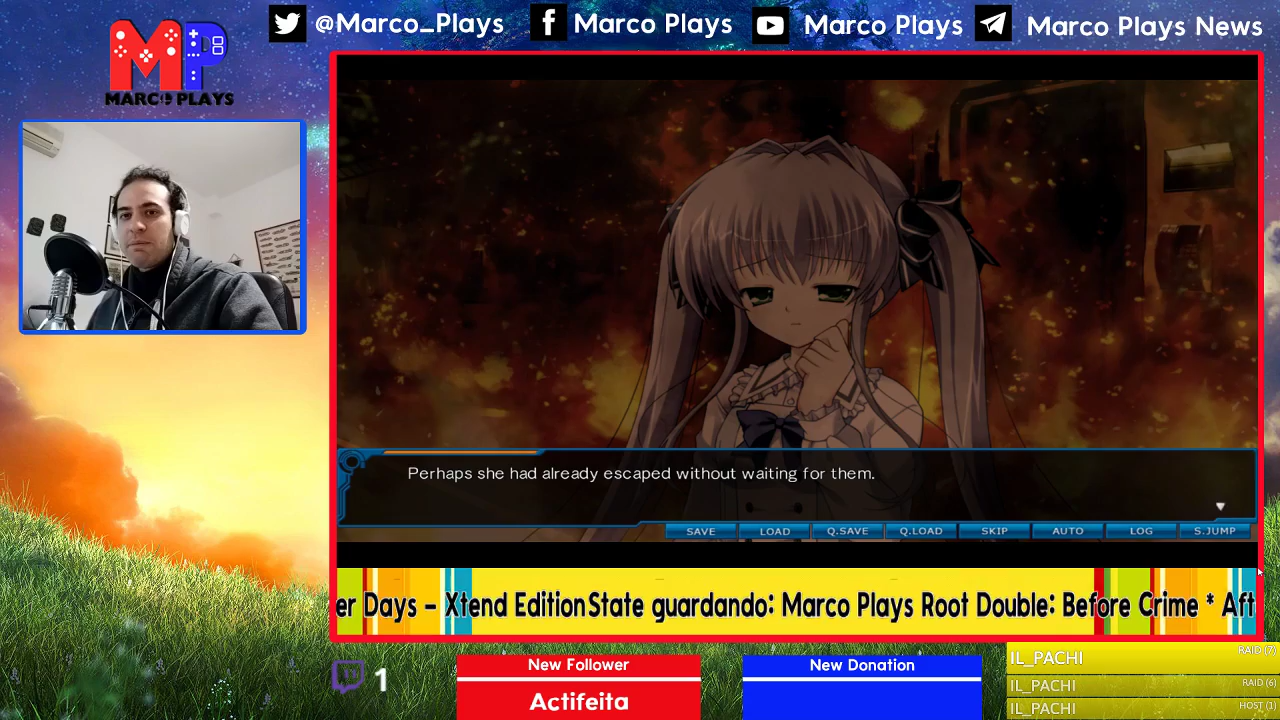 @Marco_Plays
Marco Plays
Marco Plays
Marco Plays News
MP
MARCO PLAYS
Perhaps she had already escaped without waiting for them.
SAVE
LOAD
Q.SAVE
Q.LOAD
SKIP
AUTO
LOG
S.JUMP
er Days - Xtend Edition State guardando: Marco Plays Root Double: Before Crime * Aft
1
New Follower
Actifeita
New Donation
IL_PACHI RAID (7)
IL_PACHI RAID (6)
IL_PACHI HOST (1)